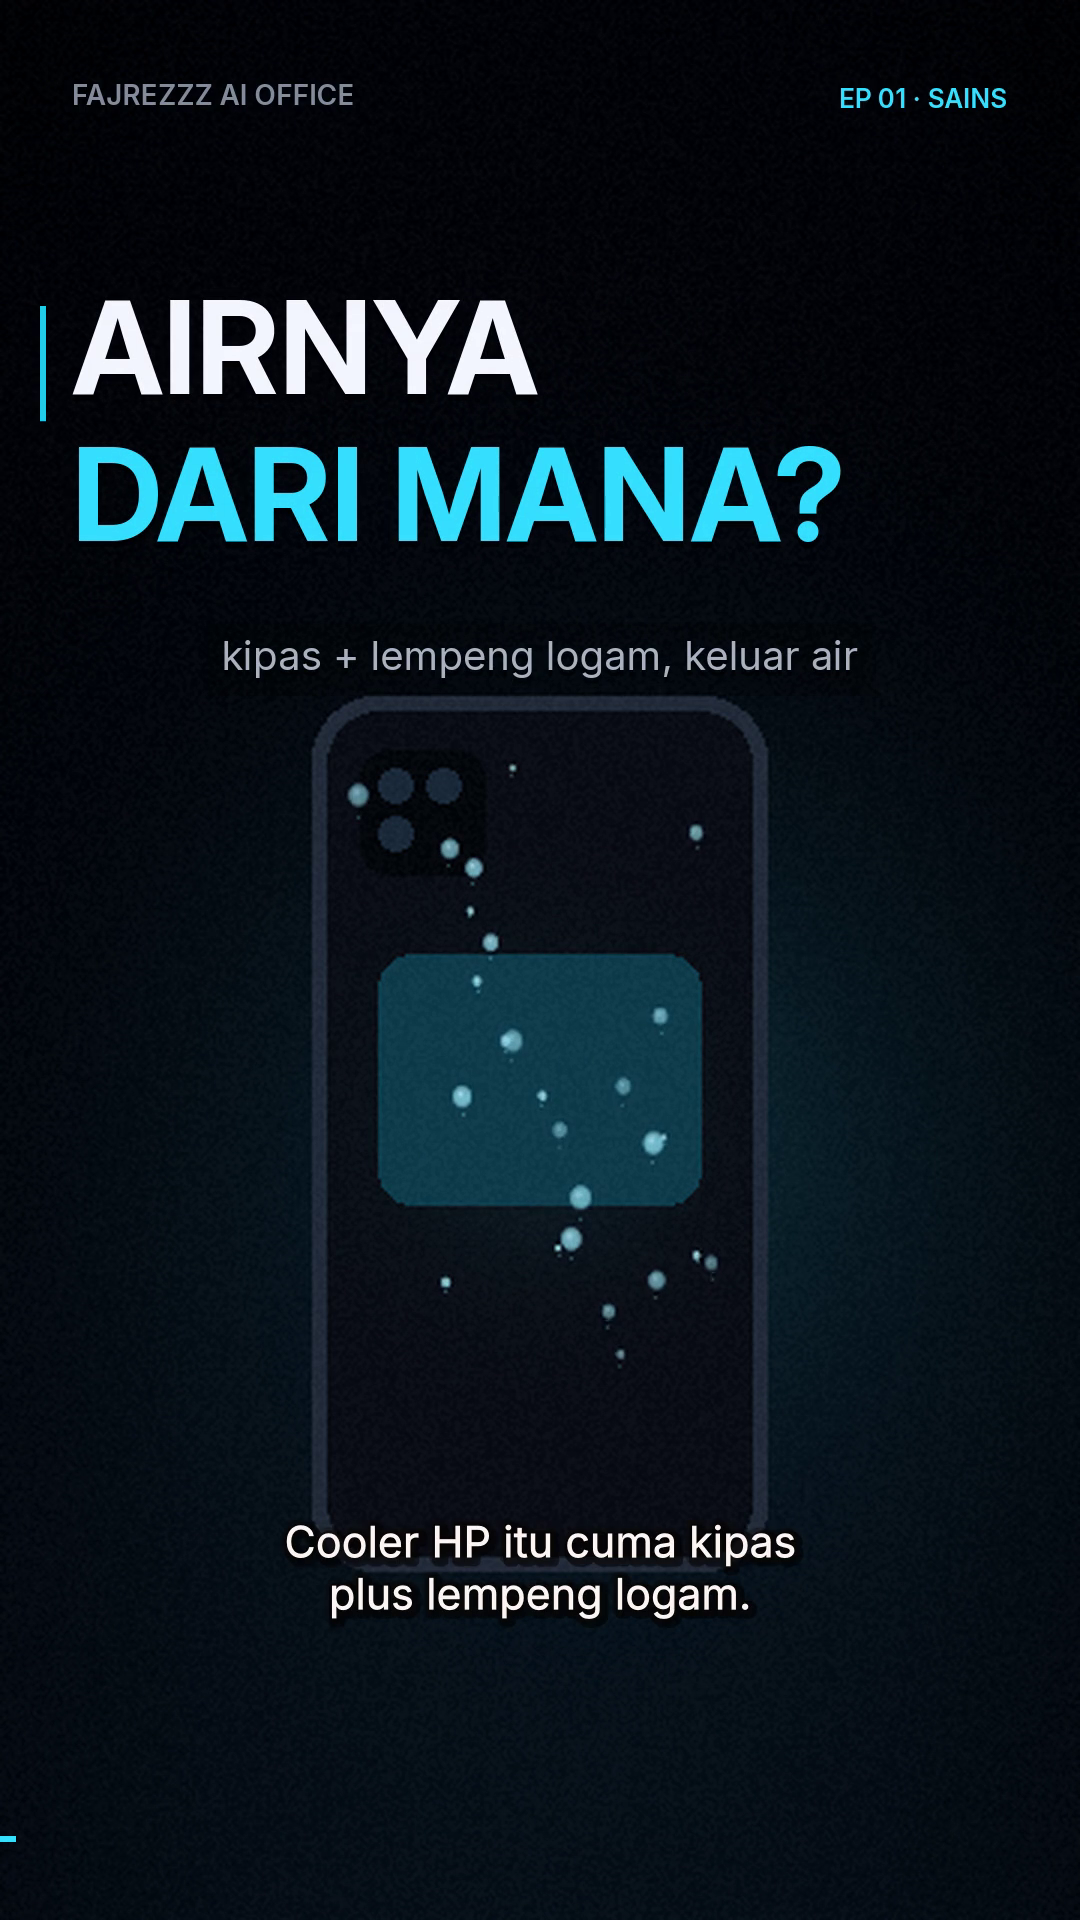 FAJREZZZ AI OFFICE
EP 01 · SAINS
AIRNYA
DARI MANA?
kipas + lempeng logam, keluar air
Cooler HP itu cuma kipas
plus lempeng logam.